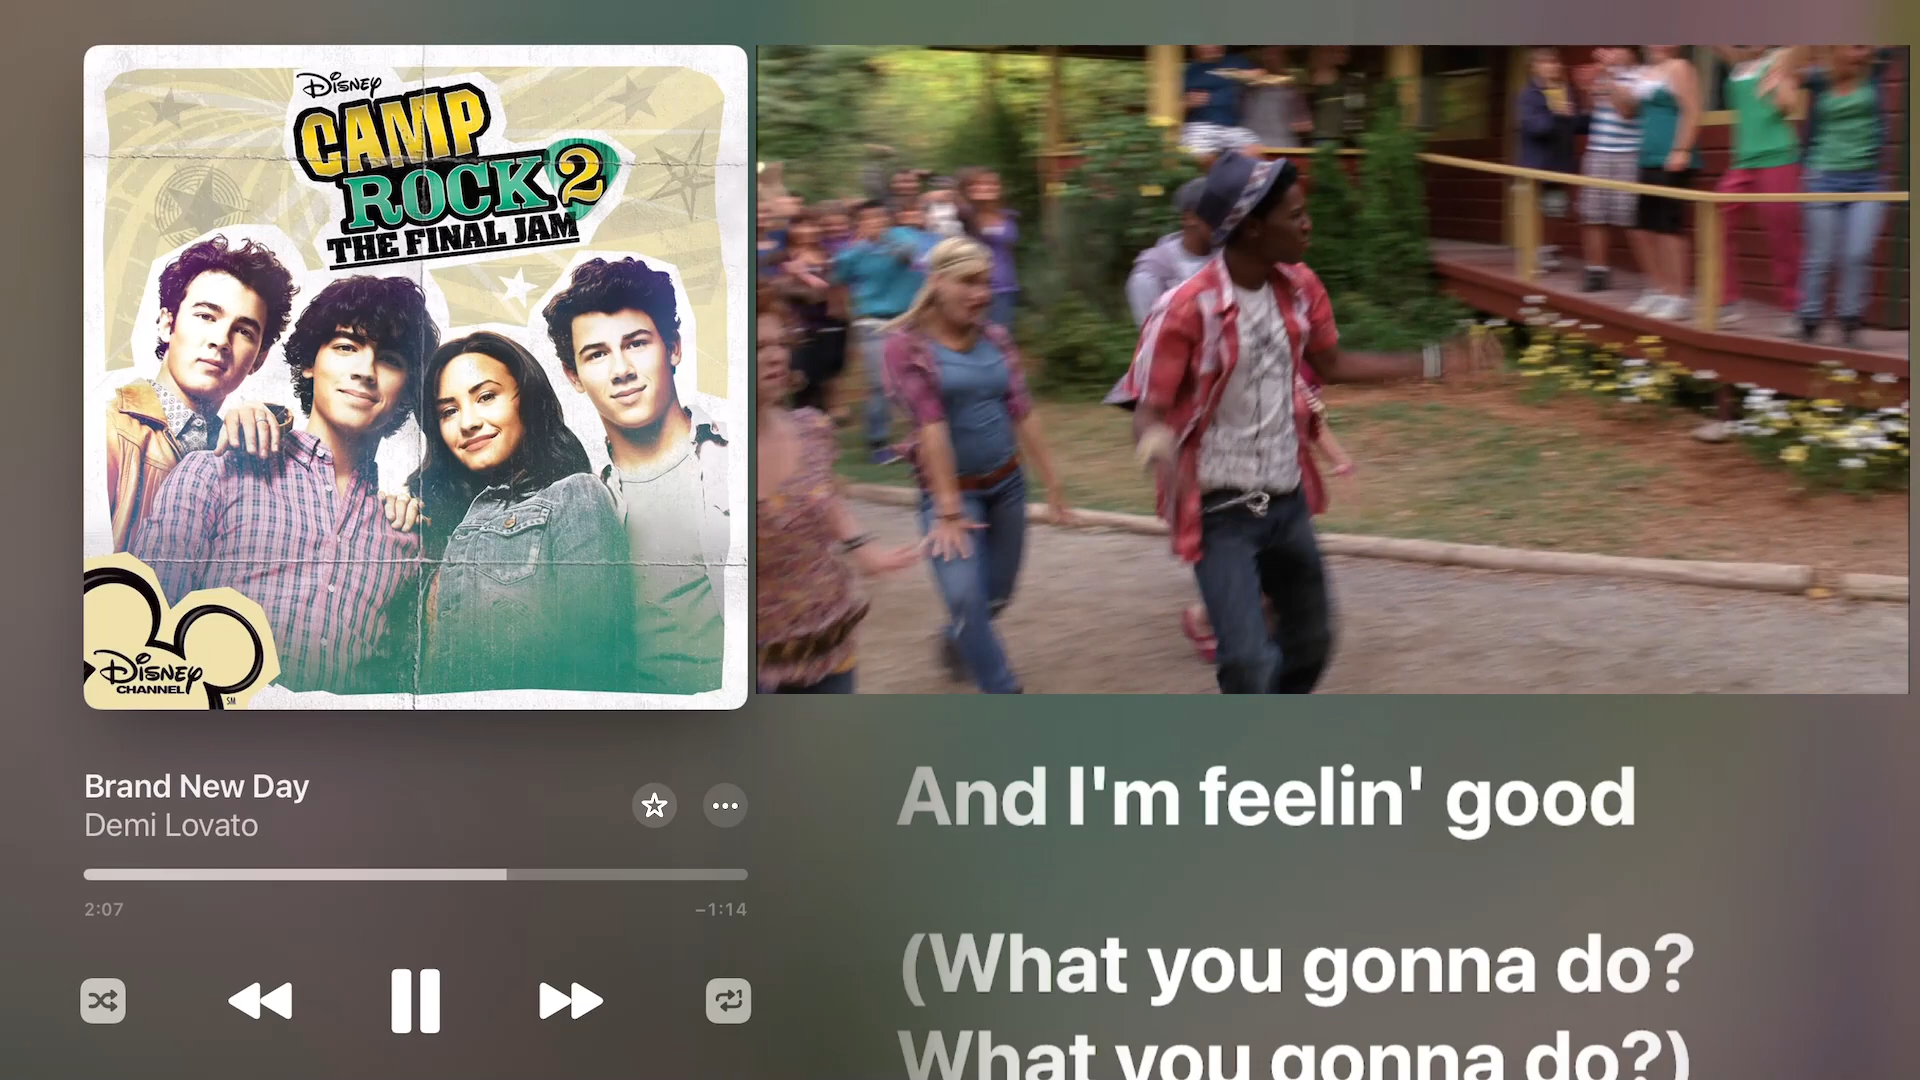 Disney
CAMP
ROCK 2
THE FINAL JAM
Disney
CHANNEL
SM
Brand New Day
Demi Lovato
2:07
−1:14
1
And I'm feelin' good
(What you gonna do?
What you gonna do?)